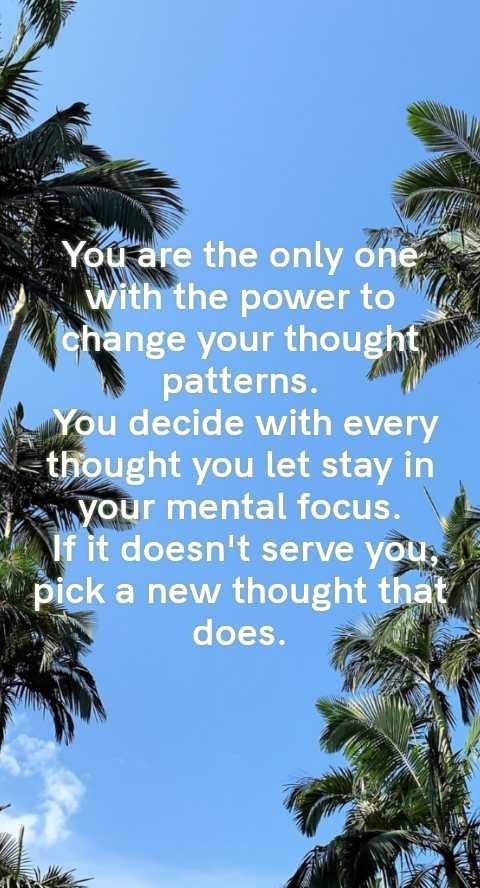 You are the only one
with the power to
change your thought
patterns.
You decide with every
thought you let stay in
your mental focus.
If it doesn't serve you,
pick a new thought that
does.